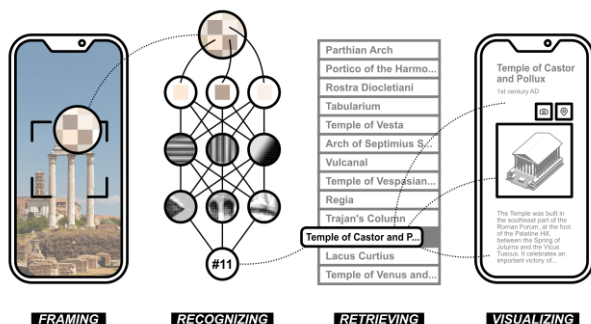 #11
Parthian Arch
Portico of the Harmo...
Rostra Diocletiani
Tabularium
Temple of Vesta
Arch of Septimius S...
Vulcanal
Temple of Vespasian...
Regia
Trajan's Column
Temple of Castor and P...
Lacus Curtius
Temple of Venus and...
Temple of Castor
and Pollux
1st century AD
The Temple was built in
the southeast part of the
Roman Forum, at the foot
of the Palatine Hill,
between the Spring of
Juturna and the Vicus
Tuscus. It celebrates an
important victory of...
FRAMING
RECOGNIZING
RETRIEVING
VISUALIZING